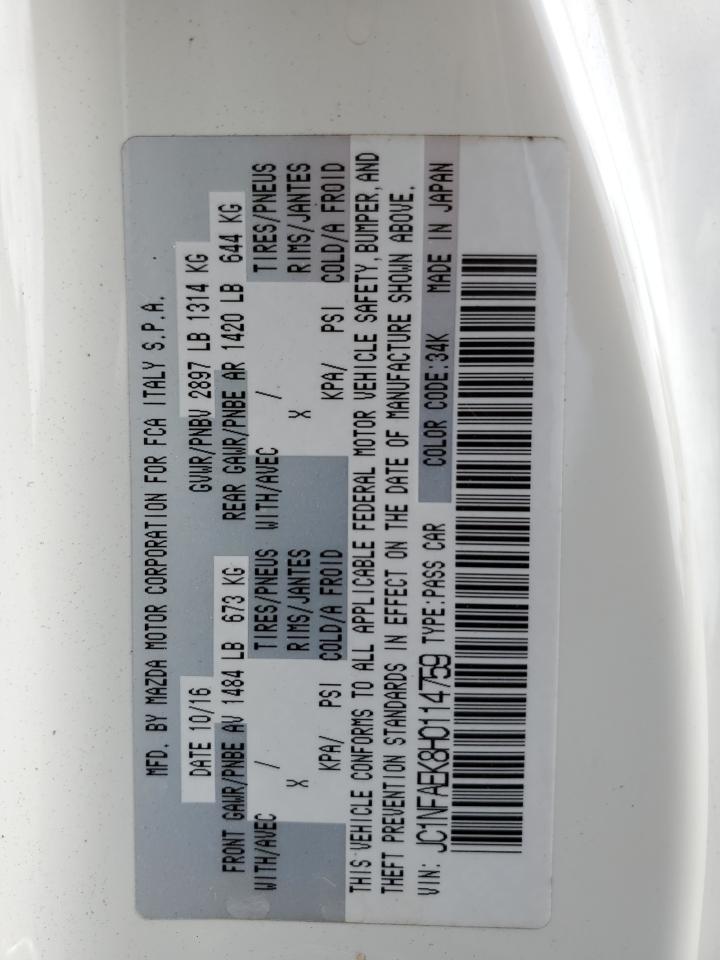 MFD. BY MAZDA MOTOR CORPORATION FOR FCA ITALY S.P.A.
DATE 10/16 GVWR/PNBV 2897 LB 1314 KG
FRONT GAWR/PNBE AV 1484 LB 673 KG REAR GAWR/PNBE AR 1420 LB 644 KG
WITH/AVEC / TIRES/PNEUS WITH/AVEC / TIRES/PNEUS
X RIMS/JANTES X RIMS/JANTES
KPA/ PSI COLD/A FROID KPA/ PSI COLD/A FROID
THIS VEHICLE CONFORMS TO ALL APPLICABLE FEDERAL MOTOR VEHICLE SAFETY, BUMPER, AND
THEFT PREVENTION STANDARDS IN EFFECT ON THE DATE OF MANUFACTURE SHOWN ABOVE.
VIN: JC1NFAEK8H0114759 TYPE:PASS CAR COLOR CODE:34K MADE IN JAPAN